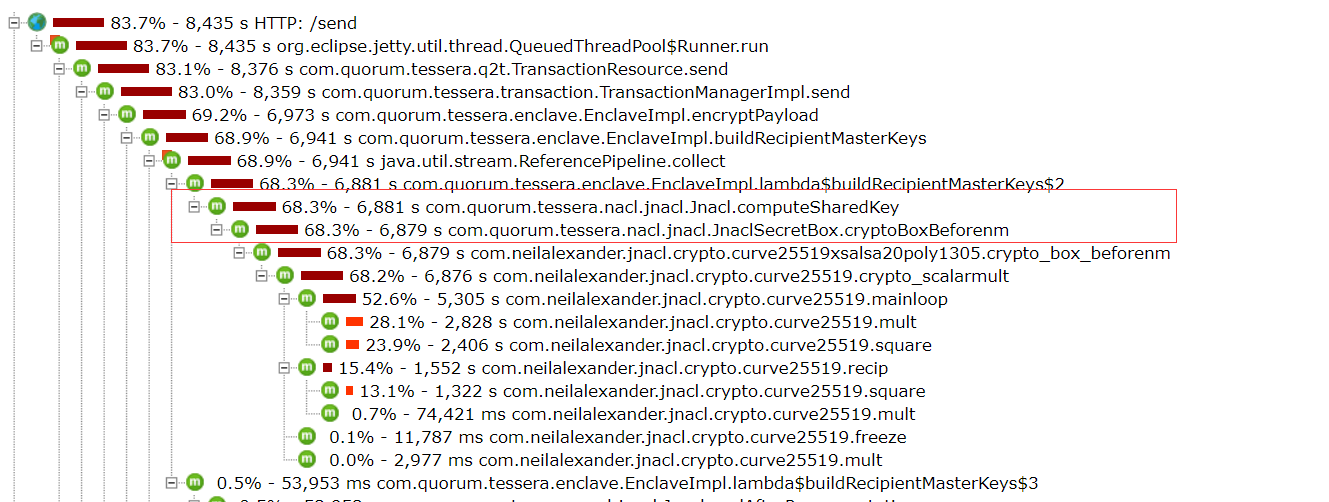 83.7% - 8,435 s HTTP: /send
m 83.7% - 8,435 s org.eclipse.jetty.util.thread.QueuedThreadPool$Runner.run
m 83.1% - 8,376 s com.quorum.tessera.q2t.TransactionResource.send
m 83.0% - 8,359 s com.quorum.tessera.transaction.TransactionManagerImpl.send
m 69.2% - 6,973 s com.quorum.tessera.enclave.EnclaveImpl.encryptPayload
m 68.9% - 6,941 s com.quorum.tessera.enclave.EnclaveImpl.buildRecipientMasterKeys
m 68.9% - 6,941 s java.util.stream.ReferencePipeline.collect
m 68.3% - 6,881 s com.quorum.tessera.enclave.EnclaveImpl.lambda$buildRecipientMasterKeys$2
m 68.3% - 6,881 s com.quorum.tessera.nacl.jnacl.Jnacl.computeSharedKey
m 68.3% - 6,879 s com.quorum.tessera.nacl.jnacl.JnaclSecretBox.cryptoBoxBeforenm
m 68.3% - 6,879 s com.neilalexander.jnacl.crypto.curve25519xsalsa20poly1305.crypto_box_beforenm
m 68.2% - 6,876 s com.neilalexander.jnacl.crypto.curve25519.crypto_scalarmult
m 52.6% - 5,305 s com.neilalexander.jnacl.crypto.curve25519.mainloop
m 28.1% - 2,828 s com.neilalexander.jnacl.crypto.curve25519.mult
m 23.9% - 2,406 s com.neilalexander.jnacl.crypto.curve25519.square
m 15.4% - 1,552 s com.neilalexander.jnacl.crypto.curve25519.recip
m 13.1% - 1,322 s com.neilalexander.jnacl.crypto.curve25519.square
m 0.7% - 74,421 ms com.neilalexander.jnacl.crypto.curve25519.mult
m 0.1% - 11,787 ms com.neilalexander.jnacl.crypto.curve25519.freeze
m 0.0% - 2,977 ms com.neilalexander.jnacl.crypto.curve25519.mult
m 0.5% - 53,953 ms com.quorum.tessera.enclave.EnclaveImpl.lambda$buildRecipientMasterKeys$3